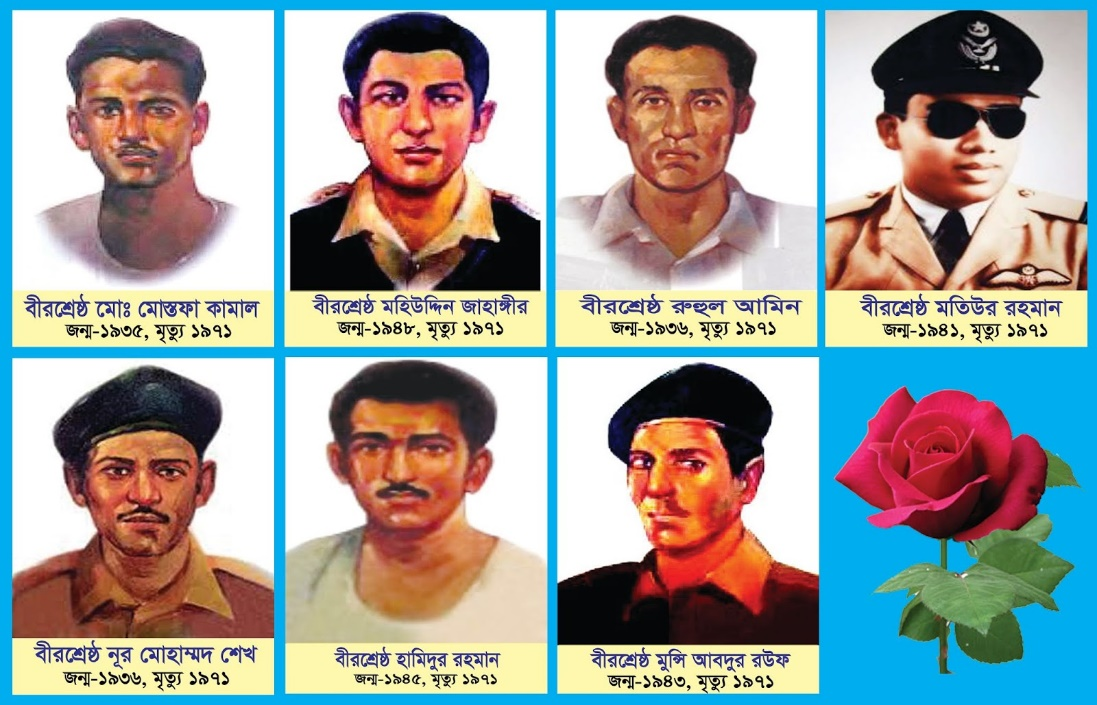 বীরশ্রেষ্ঠ মোঃ মোস্তফা কামাল
জন্ম-১৯৩৫, মৃত্যু ১৯৭১
বীরশ্রেষ্ঠ মহিউদ্দিন জাহাঙ্গীর
জন্ম-১৯৪৮, মৃত্যু ১৯৭১
বীরশ্রেষ্ঠ রুহুল আমিন
জন্ম-১৯৩৬, মৃত্যু ১৯৭১
বীরশ্রেষ্ঠ মতিউর রহমান
জন্ম-১৯৪১, মৃত্যু ১৯৭১
বীরশ্রেষ্ঠ নূর মোহাম্মদ শেখ
জন্ম-১৯৩৬, মৃত্যু ১৯৭১
বীরশ্রেষ্ঠ হামিদুর রহমান
জন্ম-১৯৪৫, মৃত্যু ১৯৭১
বীরশ্রেষ্ঠ মুন্সি আবদুর রউফ
জন্ম-১৯৪৩, মৃত্যু ১৯৭১